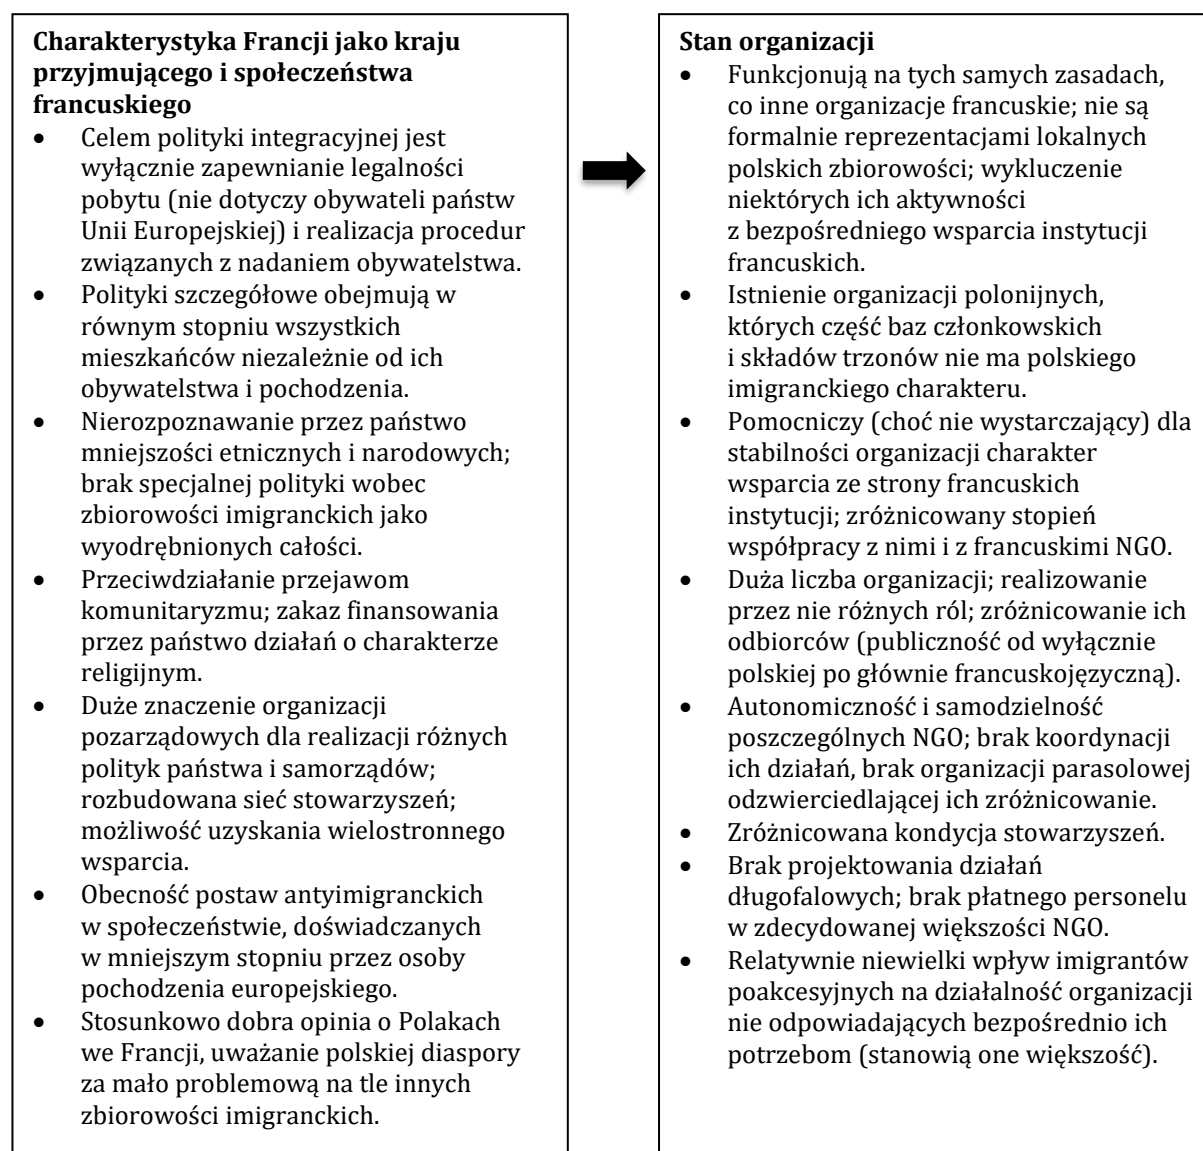 Charakterystyka Francji jako kraju
przyjmującego i społeczeństwa
francuskiego
• Celem polityki integracyjnej jest
wyłącznie zapewnianie legalności
pobytu (nie dotyczy obywateli państw
Unii Europejskiej) i realizacja procedur
związanych z nadaniem obywatelstwa.
• Polityki szczegółowe obejmują w
równym stopniu wszystkich
mieszkańców niezależnie od ich
obywatelstwa i pochodzenia.
• Nierozpoznawanie przez państwo
mniejszości etnicznych i narodowych;
brak specjalnej polityki wobec
zbiorowości imigranckich jako
wyodrębnionych całości.
• Przeciwdziałanie przejawom
komunitaryzmu; zakaz finansowania
przez państwo działań o charakterze
religijnym.
• Duże znaczenie organizacji
pozarządowych dla realizacji różnych
polityk państwa i samorządów;
rozbudowana sieć stowarzyszeń;
możliwość uzyskania wielostronnego
wsparcia.
• Obecność postaw antyimigranckich
w społeczeństwie, doświadczanych
w mniejszym stopniu przez osoby
pochodzenia europejskiego.
• Stosunkowo dobra opinia o Polakach
we Francji, uważanie polskiej diaspory
za mało problemową na tle innych
zbiorowości imigranckich.
Stan organizacji
• Funkcjonują na tych samych zasadach,
co inne organizacje francuskie; nie są
formalnie reprezentacjami lokalnych
polskich zbiorowości; wykluczenie
niektórych ich aktywności
z bezpośredniego wsparcia instytucji
francuskich.
• Istnienie organizacji polonijnych,
których część baz członkowskich
i składów trzonów nie ma polskiego
imigranckiego charakteru.
• Pomocniczy (choć nie wystarczający) dla
stabilności organizacji charakter
wsparcia ze strony francuskich
instytucji; zróżnicowany stopień
współpracy z nimi i z francuskimi NGO.
• Duża liczba organizacji; realizowanie
przez nie różnych ról; zróżnicowanie ich
odbiorców (publiczność od wyłącznie
polskiej po głównie francuskojęzyczną).
• Autonomiczność i samodzielność
poszczególnych NGO; brak koordynacji
ich działań, brak organizacji parasolowej
odzwierciedlającej ich zróżnicowanie.
• Zróżnicowana kondycja stowarzyszeń.
• Brak projektowania działań
długofalowych; brak płatnego personelu
w zdecydowanej większości NGO.
• Relatywnie niewielki wpływ imigrantów
poakcesyjnych na działalność organizacji
nie odpowiadających bezpośrednio ich
potrzebom (stanowią one większość).